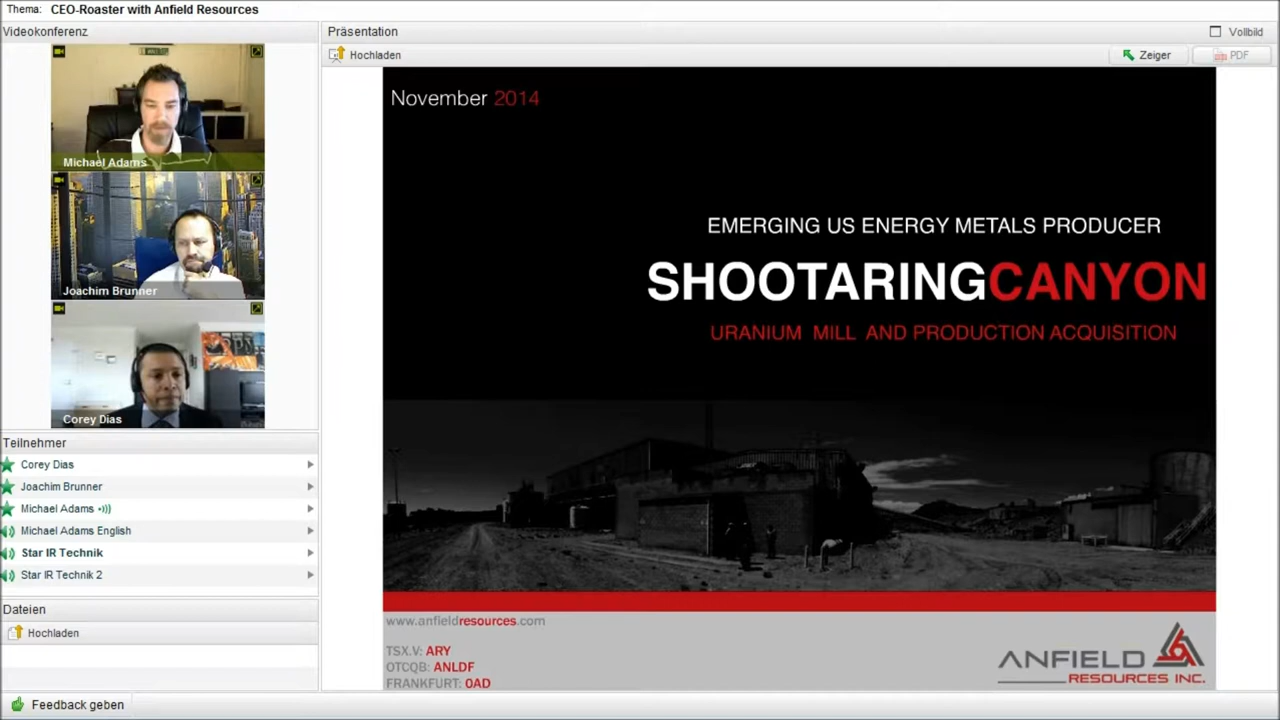 Thema: CEO-Roaster with Anfield Resources
Videokonferenz
Michael Adams
Joachim Brunner
Corey Dias
Teilnehmer
Corey Dias
Joachim Brunner
Michael Adams
Michael Adams English
Star IR Technik
Star IR Technik 2
Dateien
Hochladen
Feedback geben
Präsentation
Vollbild
Hochladen
Zeiger
PDF
November 2014
EMERGING US ENERGY METALS PRODUCER
SHOOTARINGCANYON
URANIUM MILL AND PRODUCTION ACQUISITION
www.anfieldresources.com
TSX.V: ARY
OTCQB: ANLDF
FRANKFURT: 0AD
ANFIELD
RESOURCES INC.